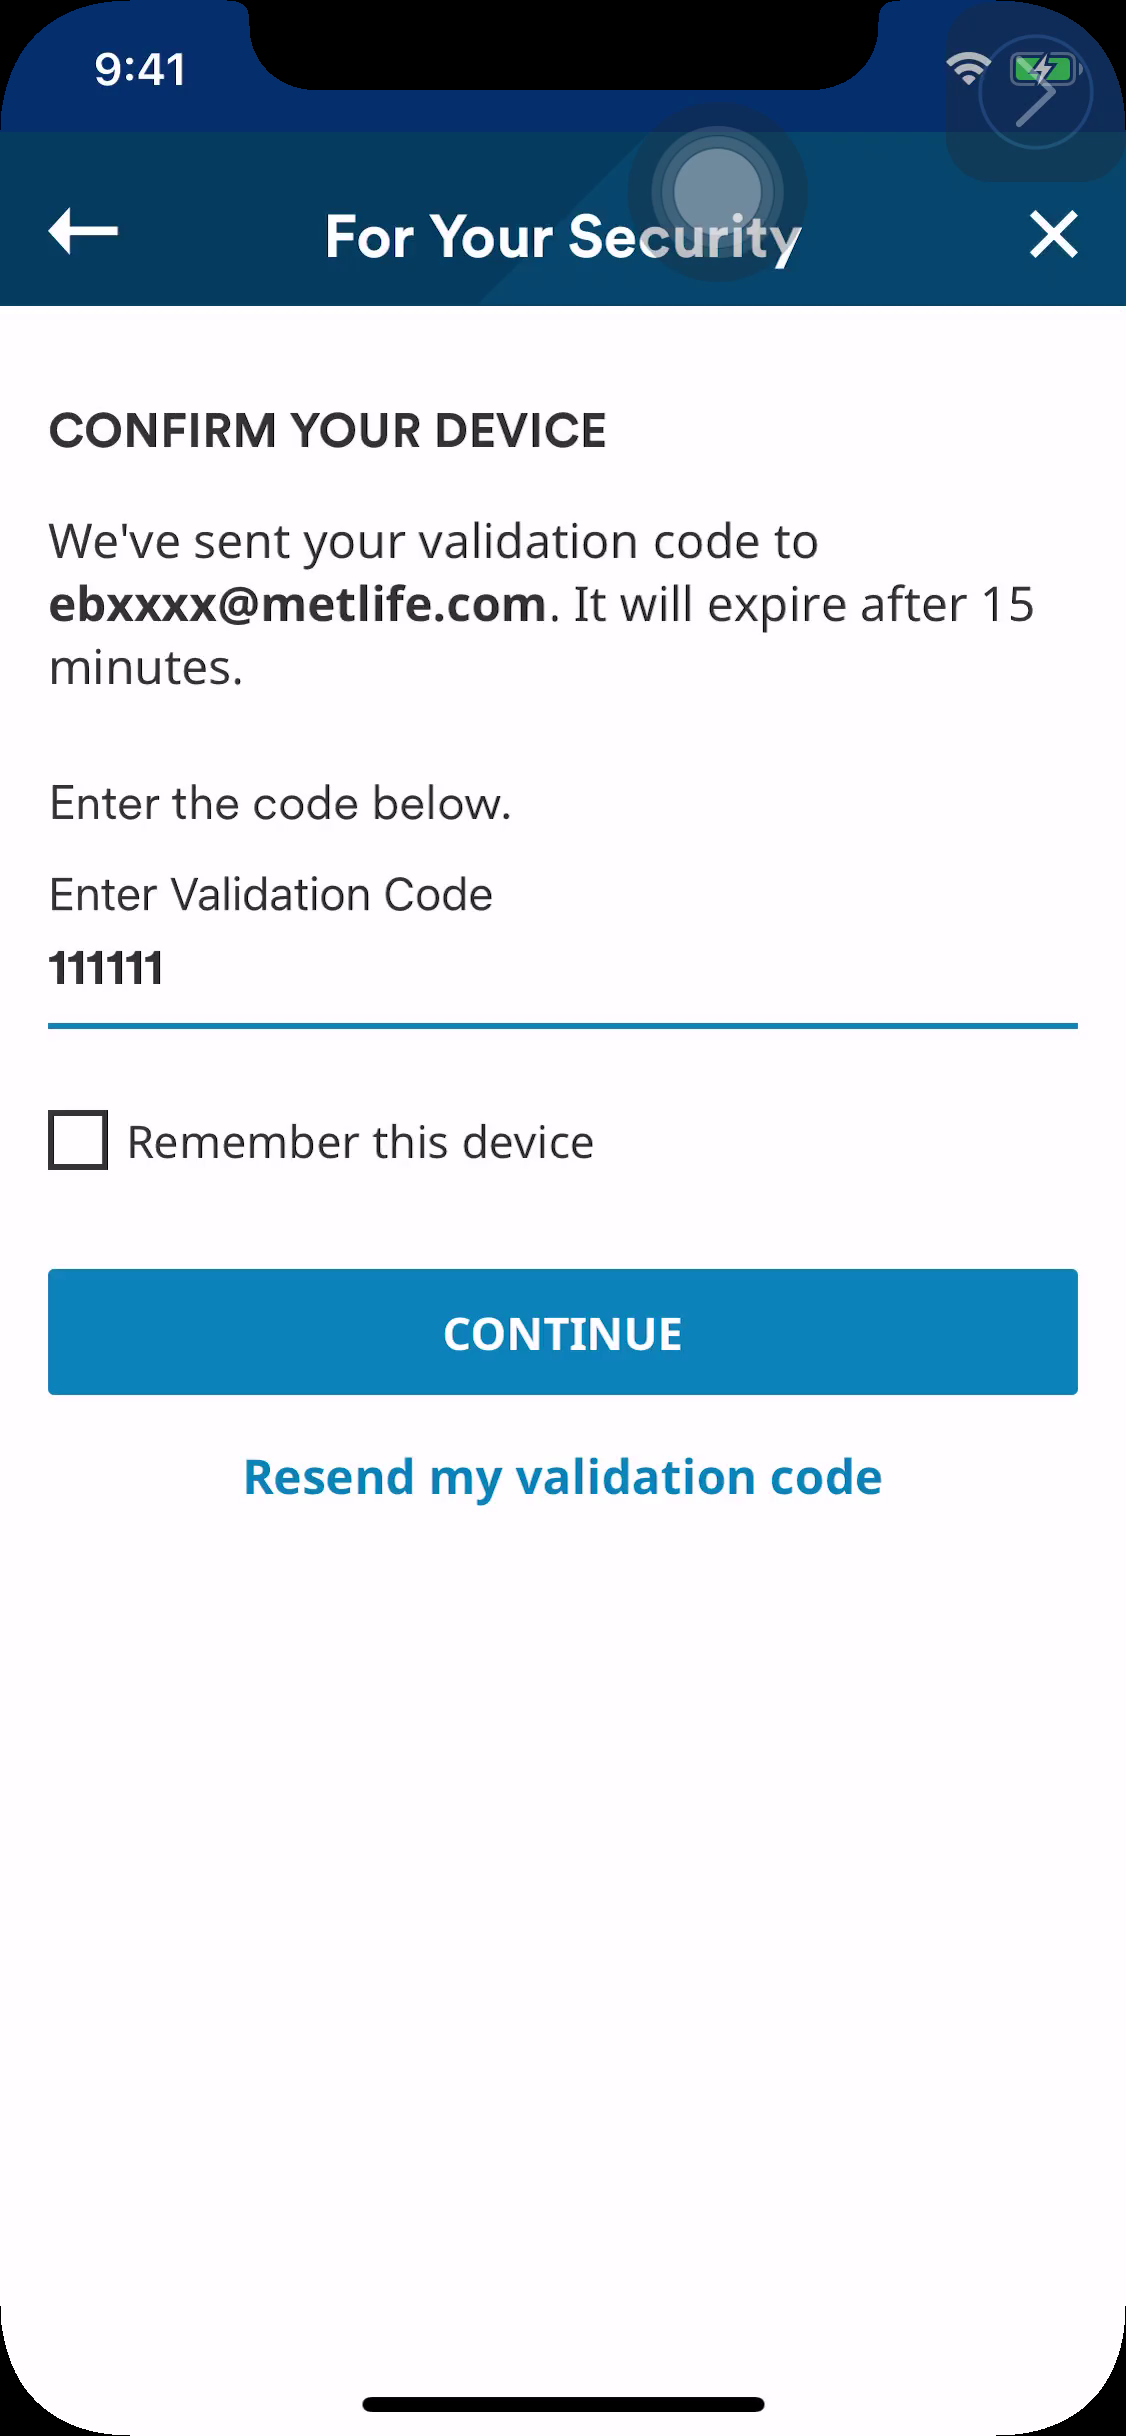 9:41
For Your Security
CONFIRM YOUR DEVICE
We've sent your validation code to
ebxxxx@metlife.com. It will expire after 15
minutes.
Enter the code below.
Enter Validation Code
111111
Remember this device
CONTINUE
Resend my validation code